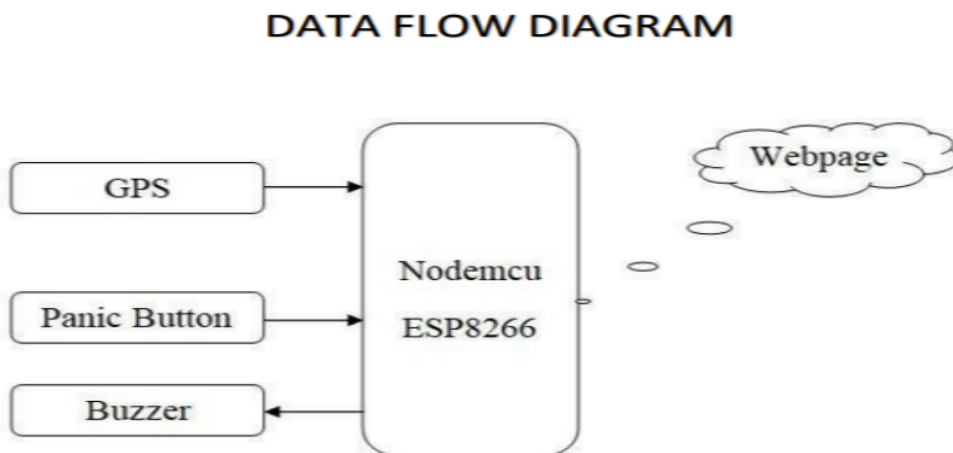 DATA FLOW DIAGRAM
Webpage
GPS
Nodemcu
Panic Button
ESP8266
Buzzer